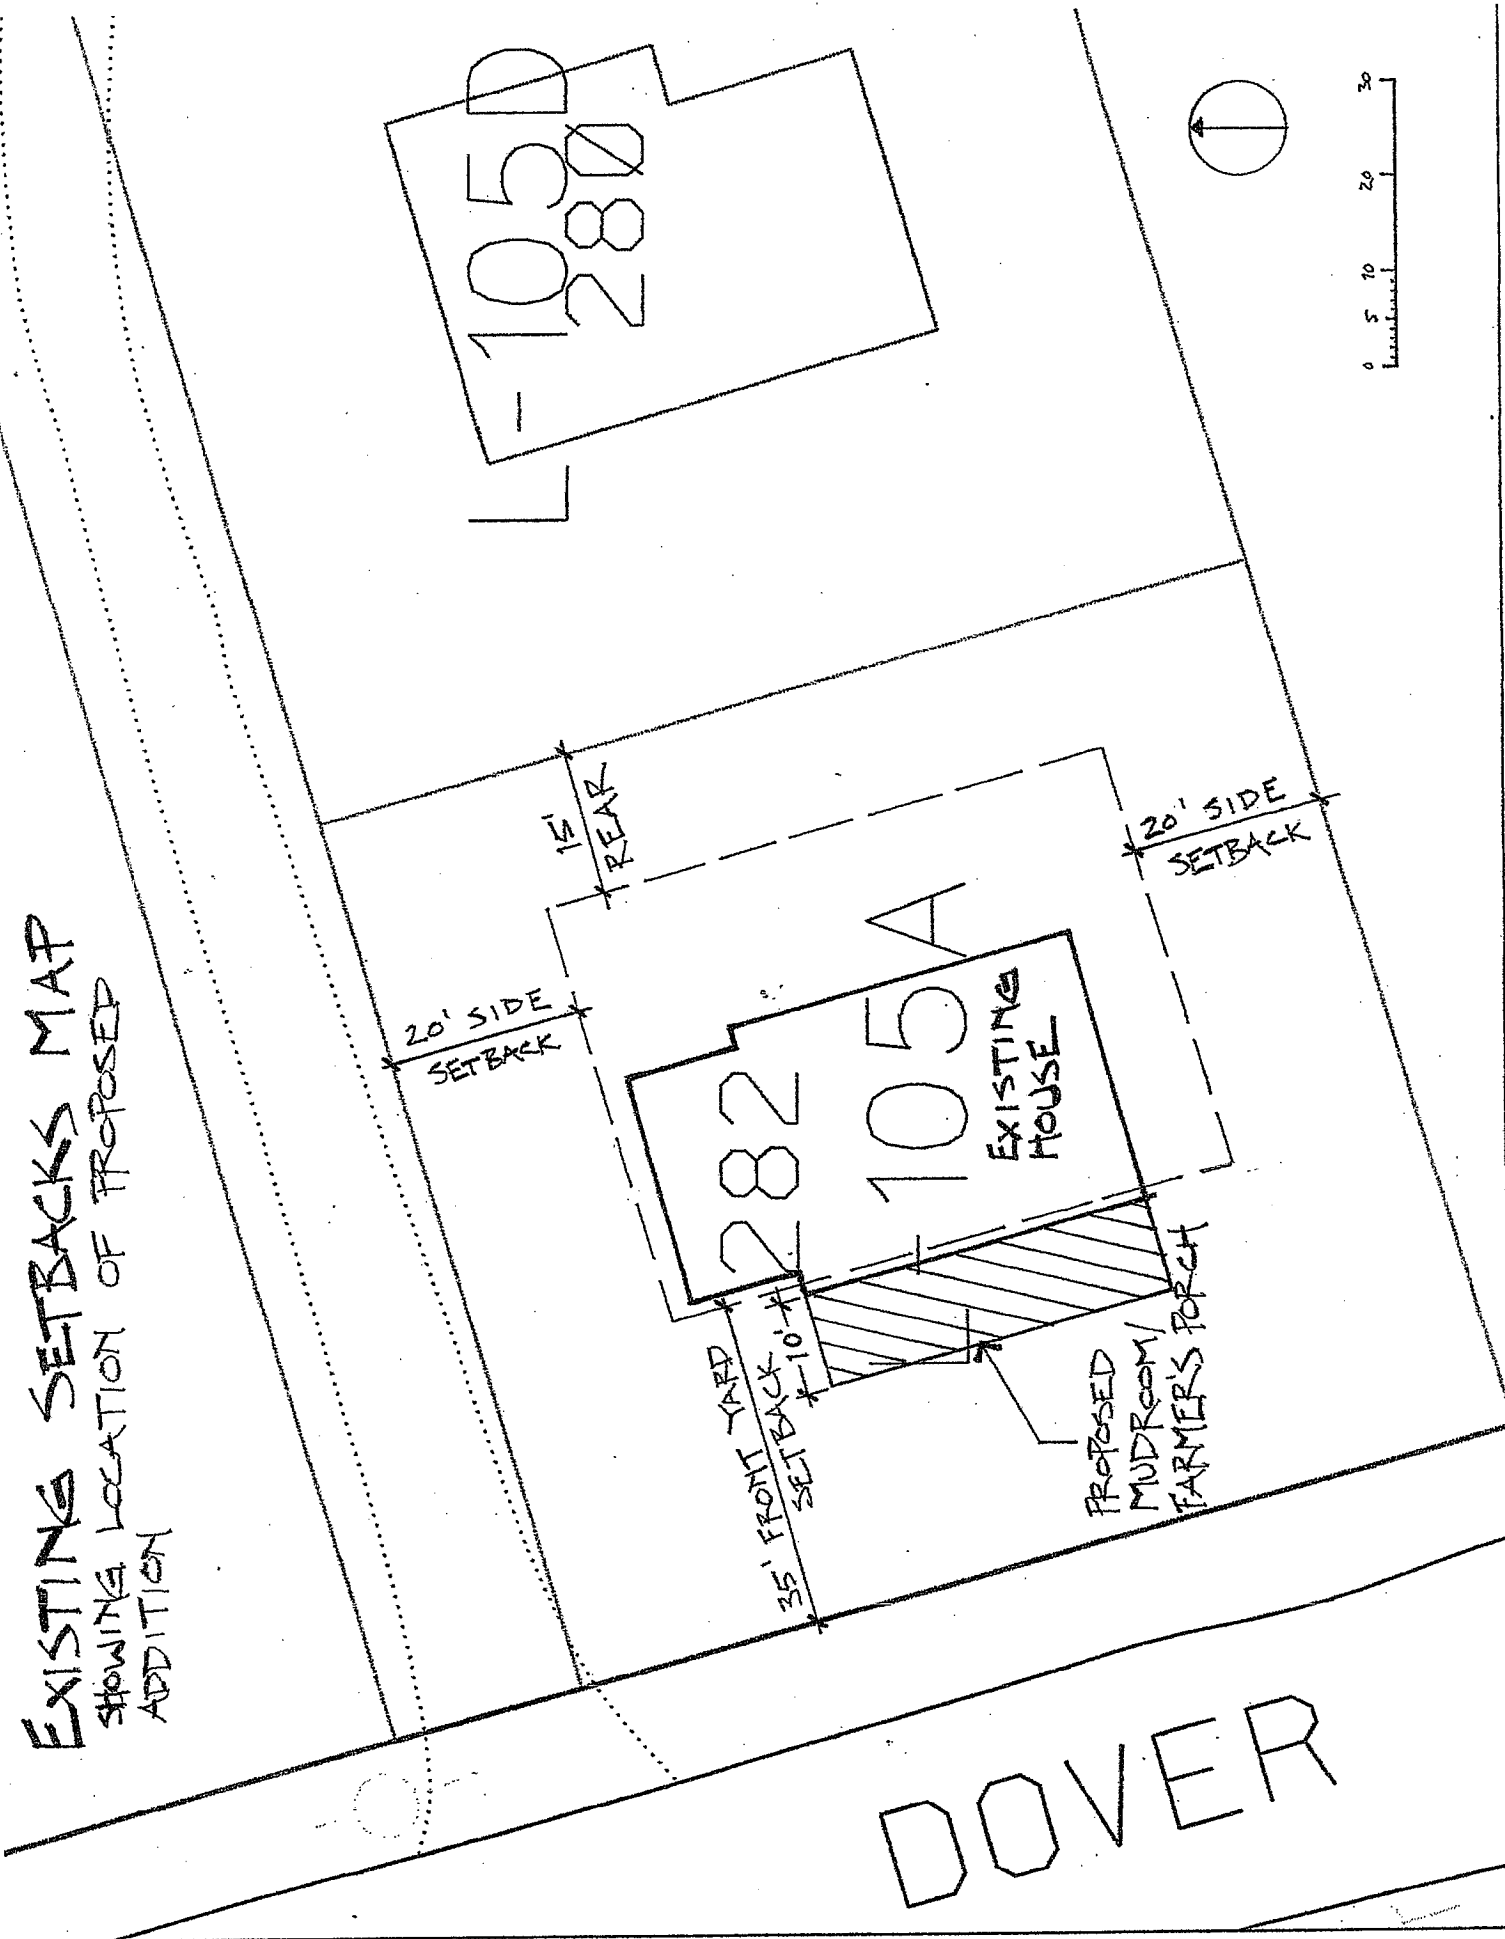 EXISTING SETBACKS MAP
SHOWING LOCATION OF PROPOSED
ADDITION
L-105D
280
15'
REAR
20' SIDE
SETBACK
20' SIDE
SETBACK
282
L-105A
EXISTING
HOUSE
35' FRONT YARD
SETBACK
10'
PROPOSED
MUDROOM/
FARMER'S PORCH
DOVER
0 5 10 20 30